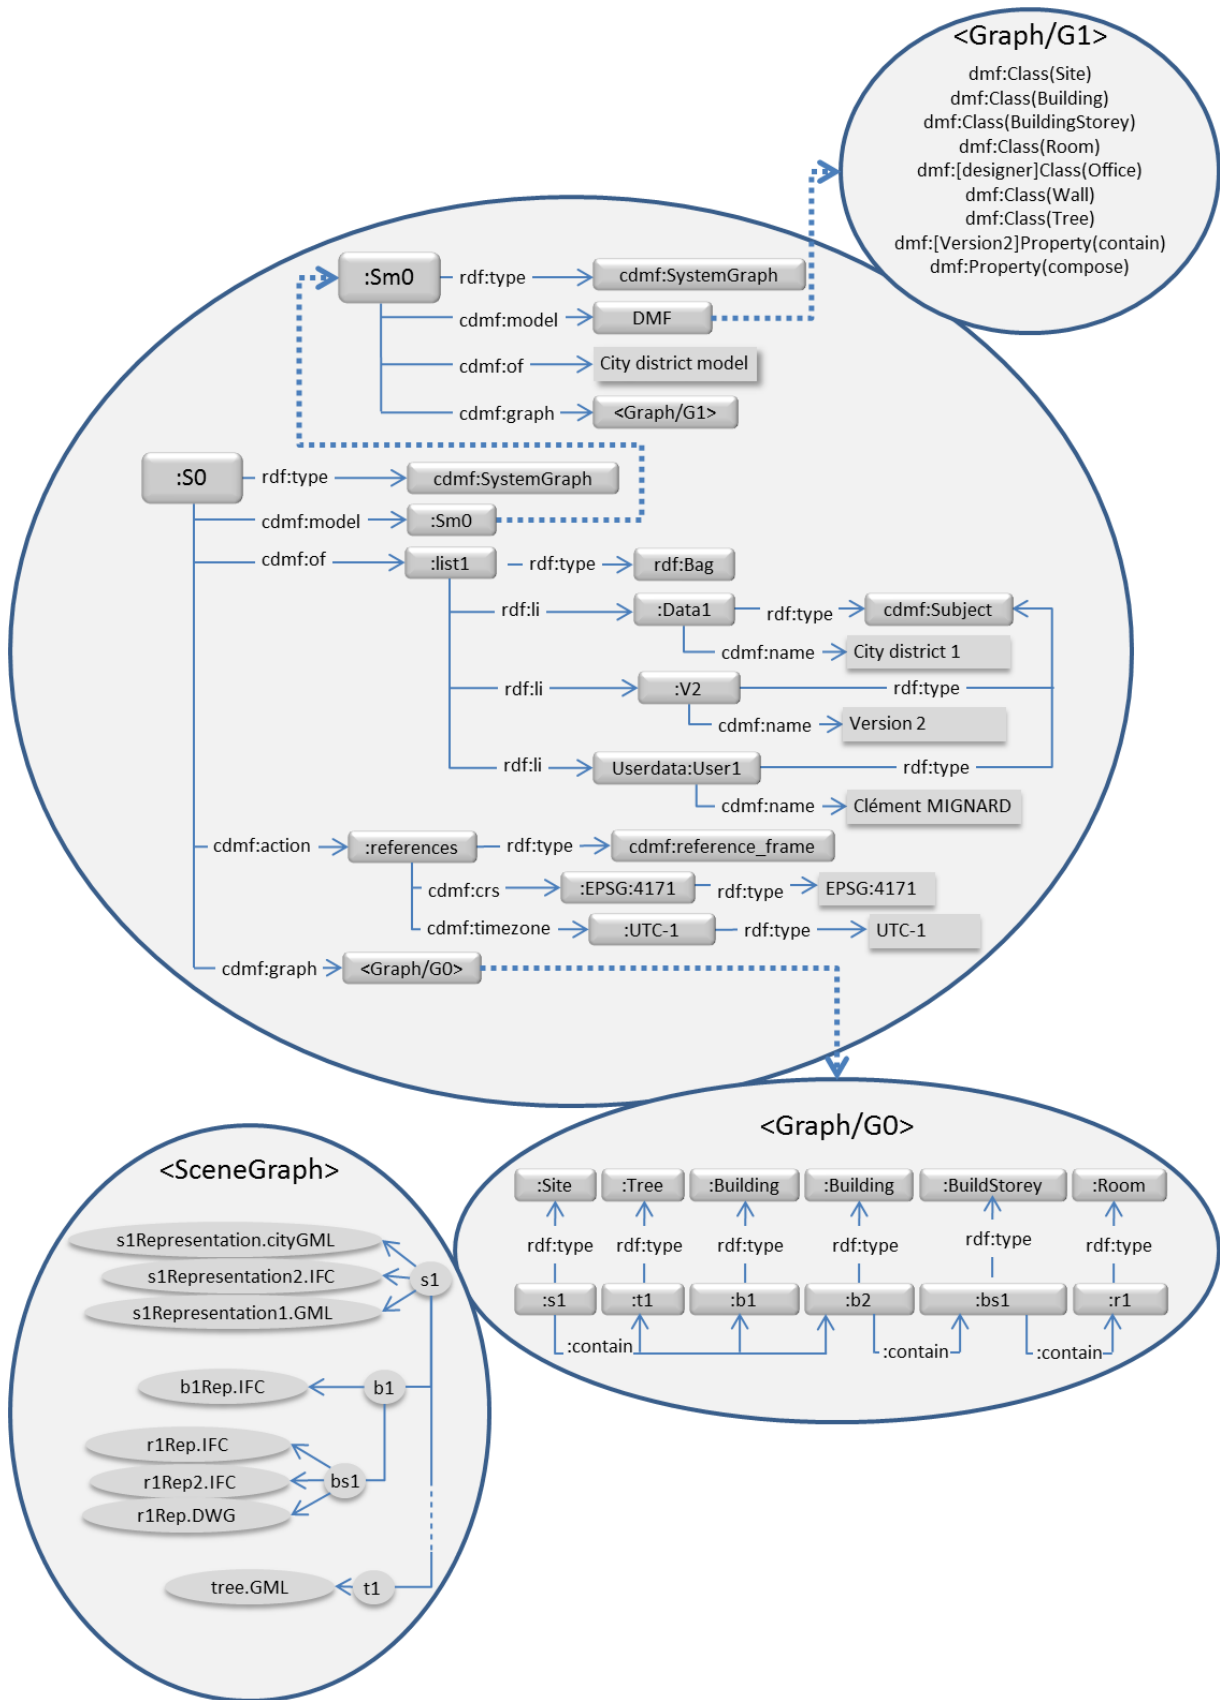 <Graph/G1>
dmf:Class(Site)
dmf:Class(Building)
dmf:Class(BuildingStorey)
dmf:Class(Room)
dmf:[designer]Class(Office)
dmf:Class(Wall)
dmf:Class(Tree)
dmf:[Version2]Property(contain)
dmf:Property(compose)
:Sm0 rdf:type cdmf:SystemGraph
cdmf:model DMF
cdmf:of City district model
cdmf:graph <Graph/G1>
:S0 rdf:type cdmf:SystemGraph
cdmf:model :Sm0
cdmf:of :list1 rdf:type rdf:Bag
rdf:li :Data1 rdf:type cdmf:Subject
cdmf:name City district 1
rdf:li :V2 rdf:type
cdmf:name Version 2
rdf:li Userdata:User1 rdf:type
cdmf:name Clément MIGNARD
cdmf:action :references rdf:type cdmf:reference_frame
cdmf:crs :EPSG:4171 rdf:type EPSG:4171
cdmf:timezone :UTC-1 rdf:type UTC-1
cdmf:graph <Graph/G0>
<Graph/G0>
:Site :Tree :Building :Building :BuildStorey :Room
rdf:type rdf:type rdf:type rdf:type rdf:type rdf:type
:s1 :t1 :b1 :b2 :bs1 :r1
:contain :contain :contain
<SceneGraph>
s1Representation.cityGML
s1Representation2.IFC s1
s1Representation1.GML
b1Rep.IFC b1
r1Rep.IFC
r1Rep2.IFC bs1
r1Rep.DWG
tree.GML t1